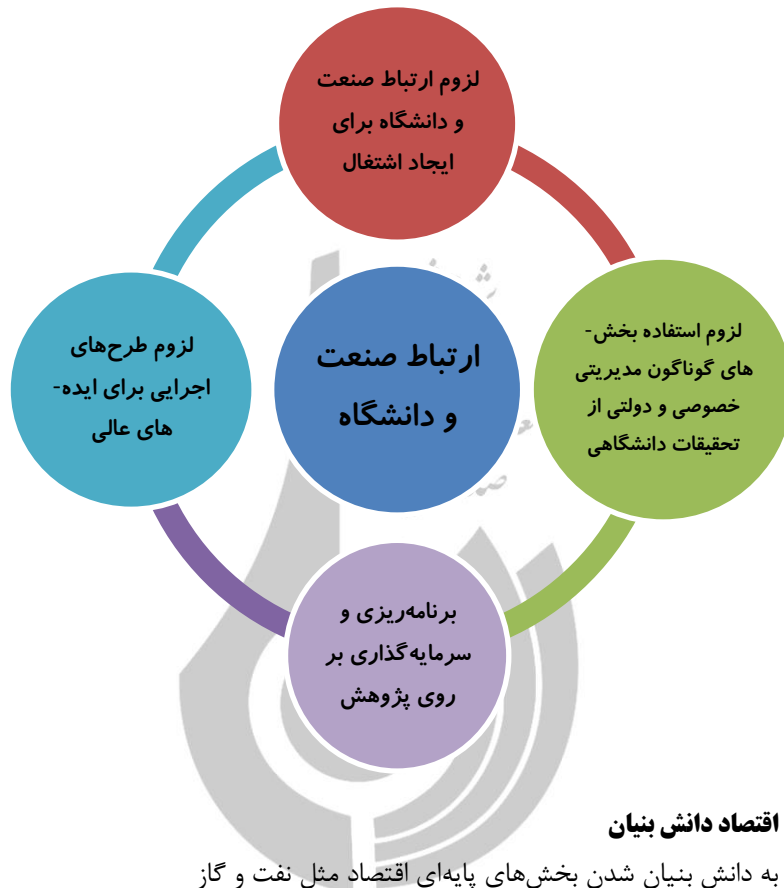 لزوم ارتباط صنعت
و دانشگاه برای
ایجاد اشتغال
لزوم استفاده بخش-
های گوناگون مدیریتی
خصوصی و دولتی از
تحقیقات دانشگاهی
ارتباط صنعت
و دانشگاه
لزوم طرح‌های
اجرایی برای ایده-
های عالی
برنامه‌ریزی و
سرمایه‌گذاری بر
روی پژوهش
اقتصاد دانش بنیان
به دانش بنیان شدن بخش‌های پایه‌ای اقتصاد مثل نفت و گاز